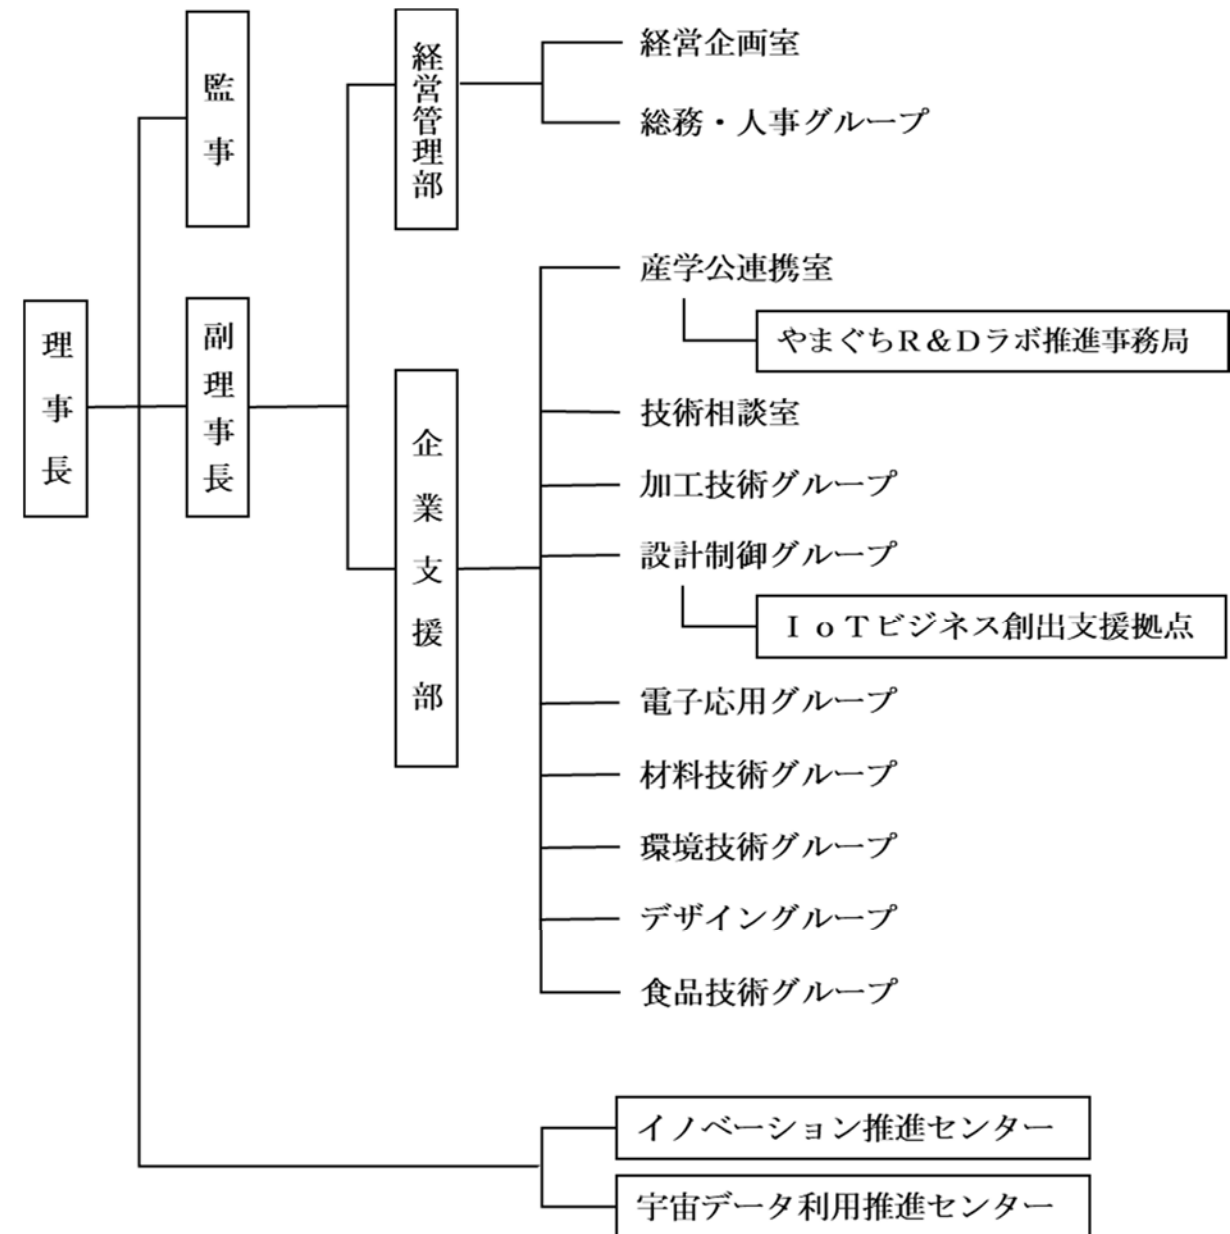 理事長
監事
副理事長
経営管理部
経営企画室
総務・人事グループ
企業支援部
産学公連携室
やまぐちR&Dラボ推進事務局
技術相談室
加工技術グループ
設計制御グループ
IoTビジネス創出支援拠点
電子応用グループ
材料技術グループ
環境技術グループ
デザイングループ
食品技術グループ
イノベーション推進センター
宇宙データ利用推進センター